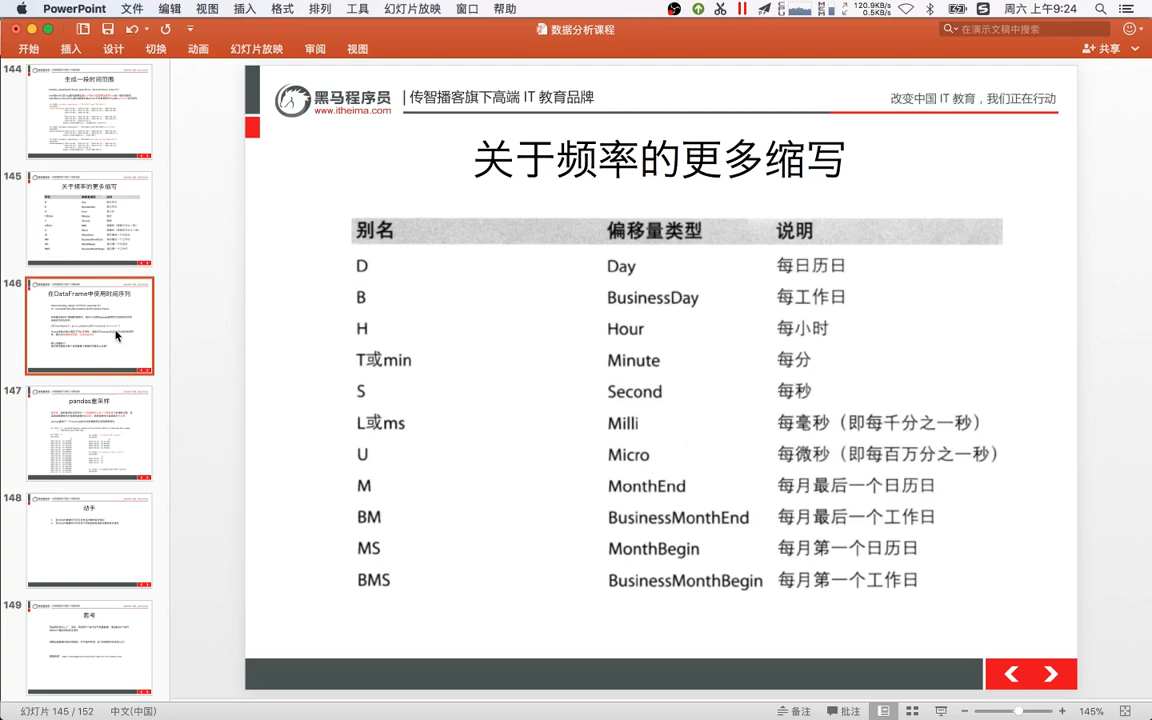 PowerPoint 文件 编辑 视图 插入 格式 排列 工具 幻灯片放映 窗口 帮助 120.9KB/s 0.5KB/s 周六 上午9:24
数据分析课程
在演示文稿中搜索
开始 插入 设计 切换 动画 幻灯片放映 审阅 视图 共享
144
生成一段时间范围
145
关于频率的更多缩写
146
在DataFrame中使用时间序列
147
pandas重采样
148
动手
149
思考
黑马程序员
www.itheima.com
传智播客旗下高端 IT 教育品牌
改变中国 IT 教育，我们正在行动
关于频率的更多缩写
别名 偏移量类型 说明
D Day 每日历日
B BusinessDay 每工作日
H Hour 每小时
T或min Minute 每分
S Second 每秒
L或ms Milli 每毫秒（即每千分之一秒）
U Micro 每微秒（即每百万分之一秒）
M MonthEnd 每月最后一个日历日
BM BusinessMonthEnd 每月最后一个工作日
MS MonthBegin 每月第一个日历日
BMS BusinessMonthBegin 每月第一个工作日
幻灯片 145 / 152 中文(中国) 备注 批注 145%